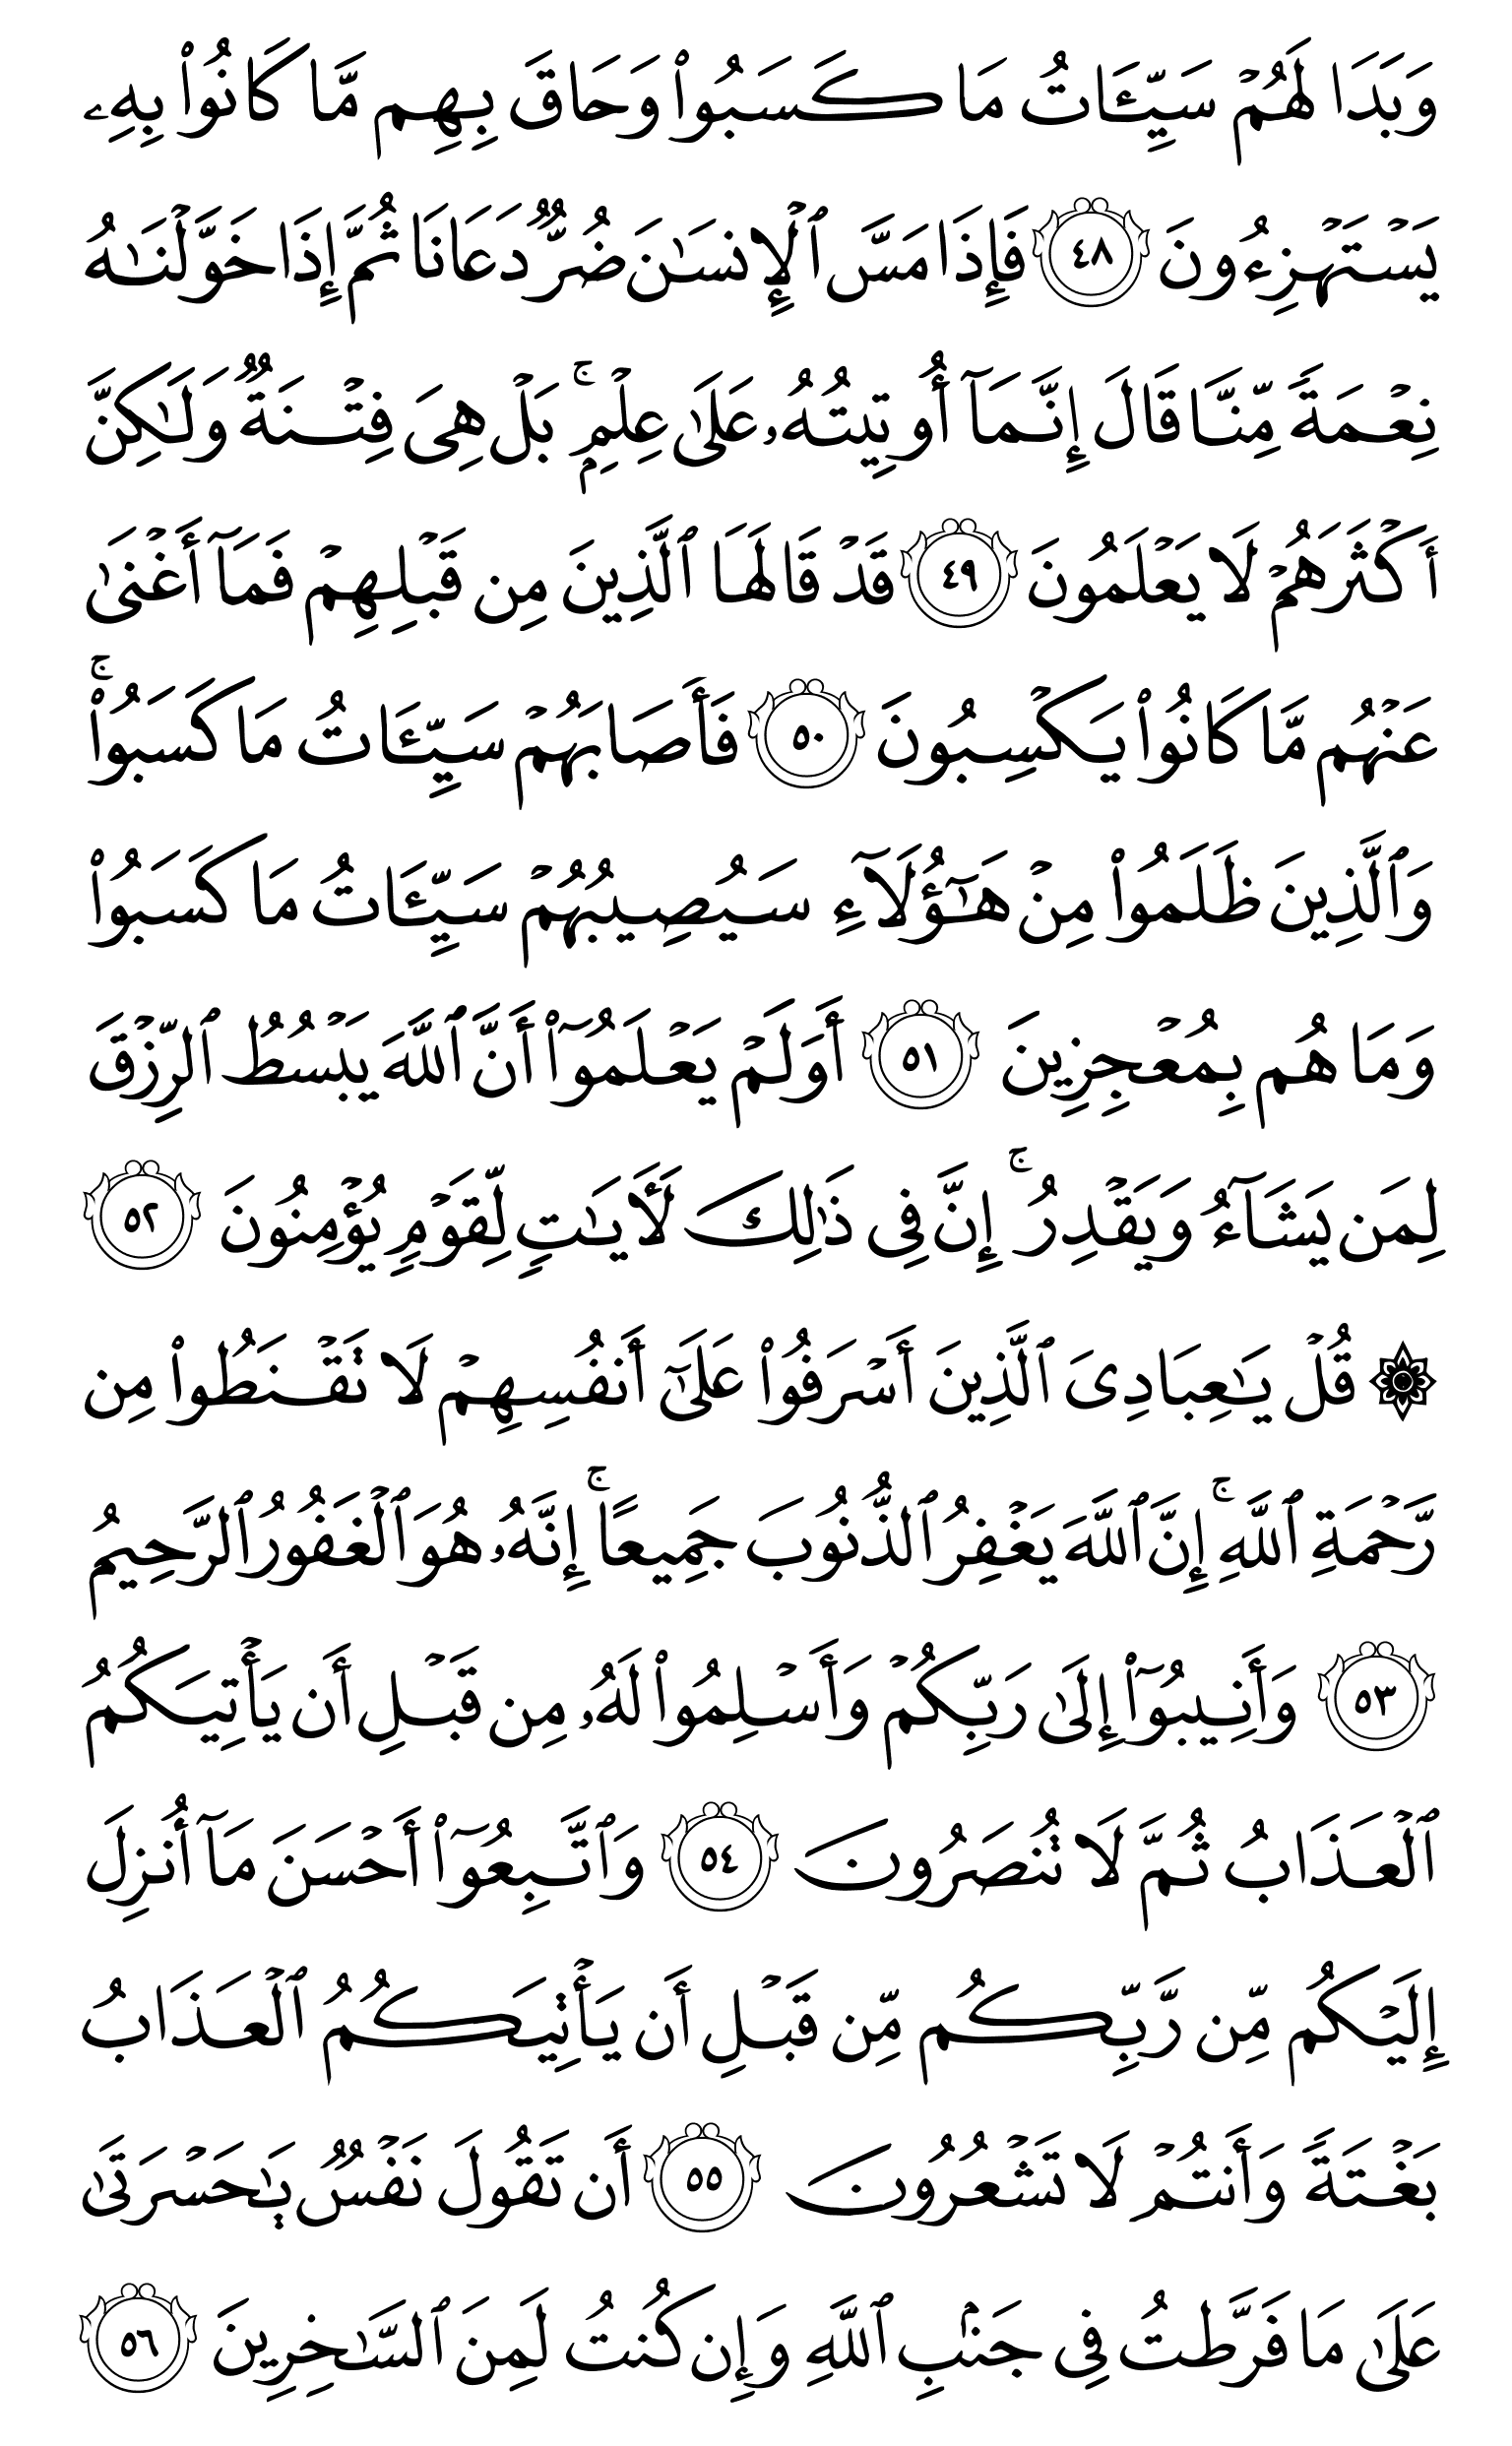 وَبَدَا لَهُمۡ سَيِّـَٔاتُ مَا كَسَبُواْ وَحَاقَ بِهِم مَّا كَانُواْ بِهِۦ
يَسۡتَهۡزِءُونَ ٤٨ فَإِذَا مَسَّ ٱلۡإِنسَٰنَ ضُرّٞ دَعَانَا ثُمَّ إِذَا خَوَّلۡنَٰهُ
نِعۡمَةٗ مِّنَّا قَالَ إِنَّمَآ أُوتِيتُهُۥ عَلَىٰ عِلۡمِۭۚ بَلۡ هِيَ فِتۡنَةٞ وَلَٰكِنَّ
أَكۡثَرَهُمۡ لَا يَعۡلَمُونَ ٤٩ قَدۡ قَالَهَا ٱلَّذِينَ مِن قَبۡلِهِمۡ فَمَآ أَغۡنَىٰ
عَنۡهُم مَّا كَانُواْ يَكۡسِبُونَ ٥٠ فَأَصَابَهُمۡ سَيِّـَٔاتُ مَا كَسَبُواْۚ
وَٱلَّذِينَ ظَلَمُواْ مِنۡ هَٰٓؤُلَآءِ سَيُصِيبُهُمۡ سَيِّـَٔاتُ مَا كَسَبُواْ
وَمَا هُم بِمُعۡجِزِينَ ٥١ أَوَلَمۡ يَعۡلَمُوٓاْ أَنَّ ٱللَّهَ يَبۡسُطُ ٱلرِّزۡقَ
لِمَن يَشَآءُ وَيَقۡدِرُۚ إِنَّ فِي ذَٰلِكَ لَأٓيَٰتٖ لِّقَوۡمٖ يُؤۡمِنُونَ ٥٢
۞ قُلۡ يَٰعِبَادِيَ ٱلَّذِينَ أَسۡرَفُواْ عَلَىٰٓ أَنفُسِهِمۡ لَا تَقۡنَطُواْ مِن
رَّحۡمَةِ ٱللَّهِۚ إِنَّ ٱللَّهَ يَغۡفِرُ ٱلذُّنُوبَ جَمِيعًاۚ إِنَّهُۥ هُوَ ٱلۡغَفُورُ ٱلرَّحِيمُ
٥٣ وَأَنِيبُوٓاْ إِلَىٰ رَبِّكُمۡ وَأَسۡلِمُواْ لَهُۥ مِن قَبۡلِ أَن يَأۡتِيَكُمُ
ٱلۡعَذَابُ ثُمَّ لَا تُنصَرُونَ ٥٤ وَٱتَّبِعُوٓاْ أَحۡسَنَ مَآ أُنزِلَ
إِلَيۡكُم مِّن رَّبِّكُم مِّن قَبۡلِ أَن يَأۡتِيَكُمُ ٱلۡعَذَابُ
بَغۡتَةٗ وَأَنتُمۡ لَا تَشۡعُرُونَ ٥٥ أَن تَقُولَ نَفۡسٞ يَٰحَسۡرَتَىٰ
عَلَىٰ مَا فَرَّطتُ فِي جَنۢبِ ٱللَّهِ وَإِن كُنتُ لَمِنَ ٱلسَّٰخِرِينَ ٥٦